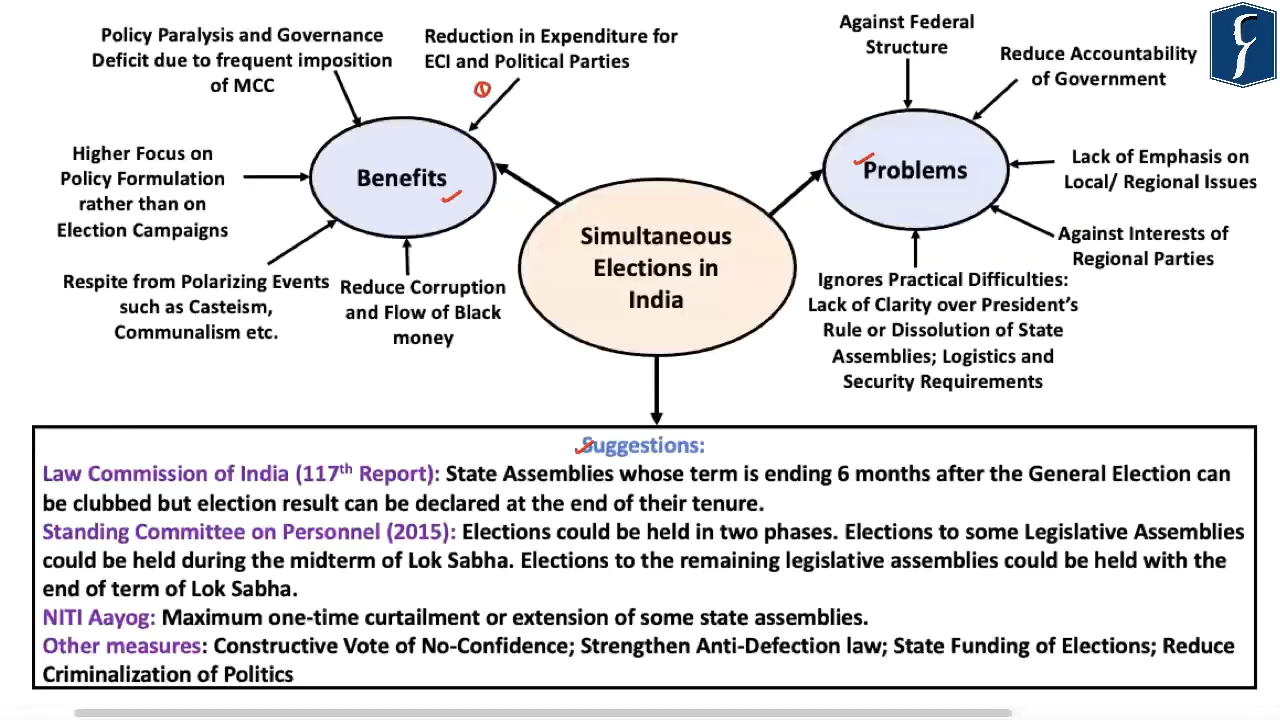 Policy Paralysis and Governance
Deficit due to frequent imposition
of MCC
Reduction in Expenditure for
ECI and Political Parties
Higher Focus on
Policy Formulation
rather than on
Election Campaigns
Benefits
Respite from Polarizing Events
such as Casteism,
Communalism etc.
Reduce Corruption
and Flow of Black
money
Simultaneous
Elections in
India
Against Federal
Structure
Reduce Accountability
of Government
Problems
Lack of Emphasis on
Local/ Regional Issues
Against Interests of
Regional Parties
Ignores Practical Difficulties:
Lack of Clarity over President’s
Rule or Dissolution of State
Assemblies; Logistics and
Security Requirements
Suggestions:
Law Commission of India (117th Report): State Assemblies whose term is ending 6 months after the General Election can
be clubbed but election result can be declared at the end of their tenure.
Standing Committee on Personnel (2015): Elections could be held in two phases. Elections to some Legislative Assemblies
could be held during the midterm of Lok Sabha. Elections to the remaining legislative assemblies could be held with the
end of term of Lok Sabha.
NITI Aayog: Maximum one-time curtailment or extension of some state assemblies.
Other measures: Constructive Vote of No-Confidence; Strengthen Anti-Defection law; State Funding of Elections; Reduce
Criminalization of Politics